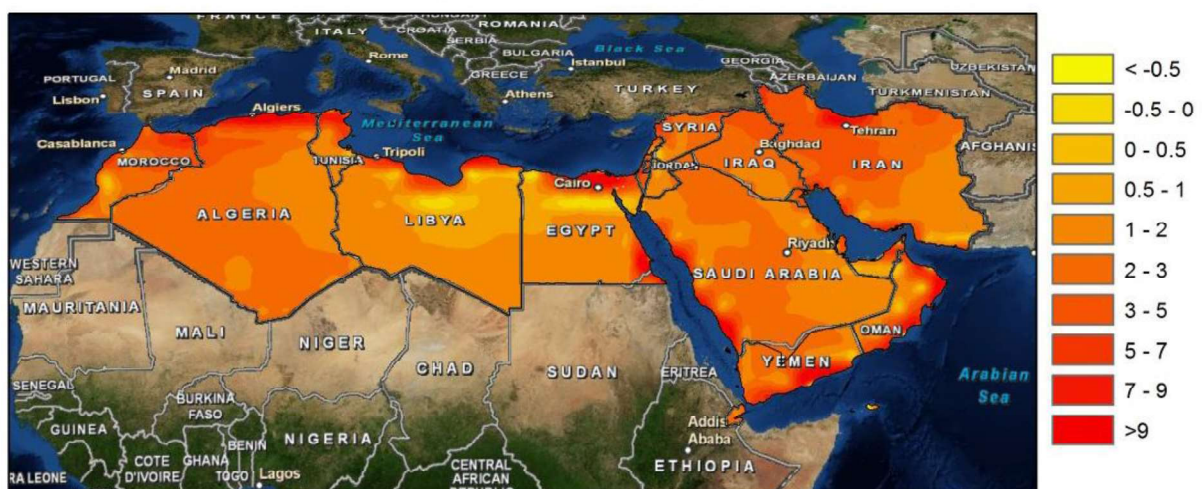 FRANCE
ROMANIA
ITALY
CROATIA
SERBIA
BULGARIA
Black Sea
GEORGIA
UZBEKISTAN
PORTUGAL
Madrid
Rome
Istanbul
AZERBAIJAN
Lisbon
SPAIN
GREECE
Athens
TURKEY
TURKMENISTAN
Algiers
Mediterranean
Sea
SYRIA
Tehran
Casablanca
MOROCCO
TUNISIA
Tripoli
JORDAN
Baghdad
IRAQ
IRAN
AFGHANIS
Cairo
ALGERIA
LIBYA
EGYPT
Riyadh
WESTERN
SAHARA
SAUDI ARABIA
MAURITANIA
MALI
NIGER
OMAN
CHAD
SUDAN
ERITREA
YEMEN
Arabian
Sea
SENEGAL
BURKINA
FASO
GUINEA
BENIN
NIGERIA
Addis
Ababa
COTE
D'IVOIRE
GHANA
TOGO
Lagos
CENTRAL
AFRICAN
ETHIOPIA
RA LEONE
< -0.5
-0.5 - 0
0 - 0.5
0.5 - 1
1 - 2
2 - 3
3 - 5
5 - 7
7 - 9
>9